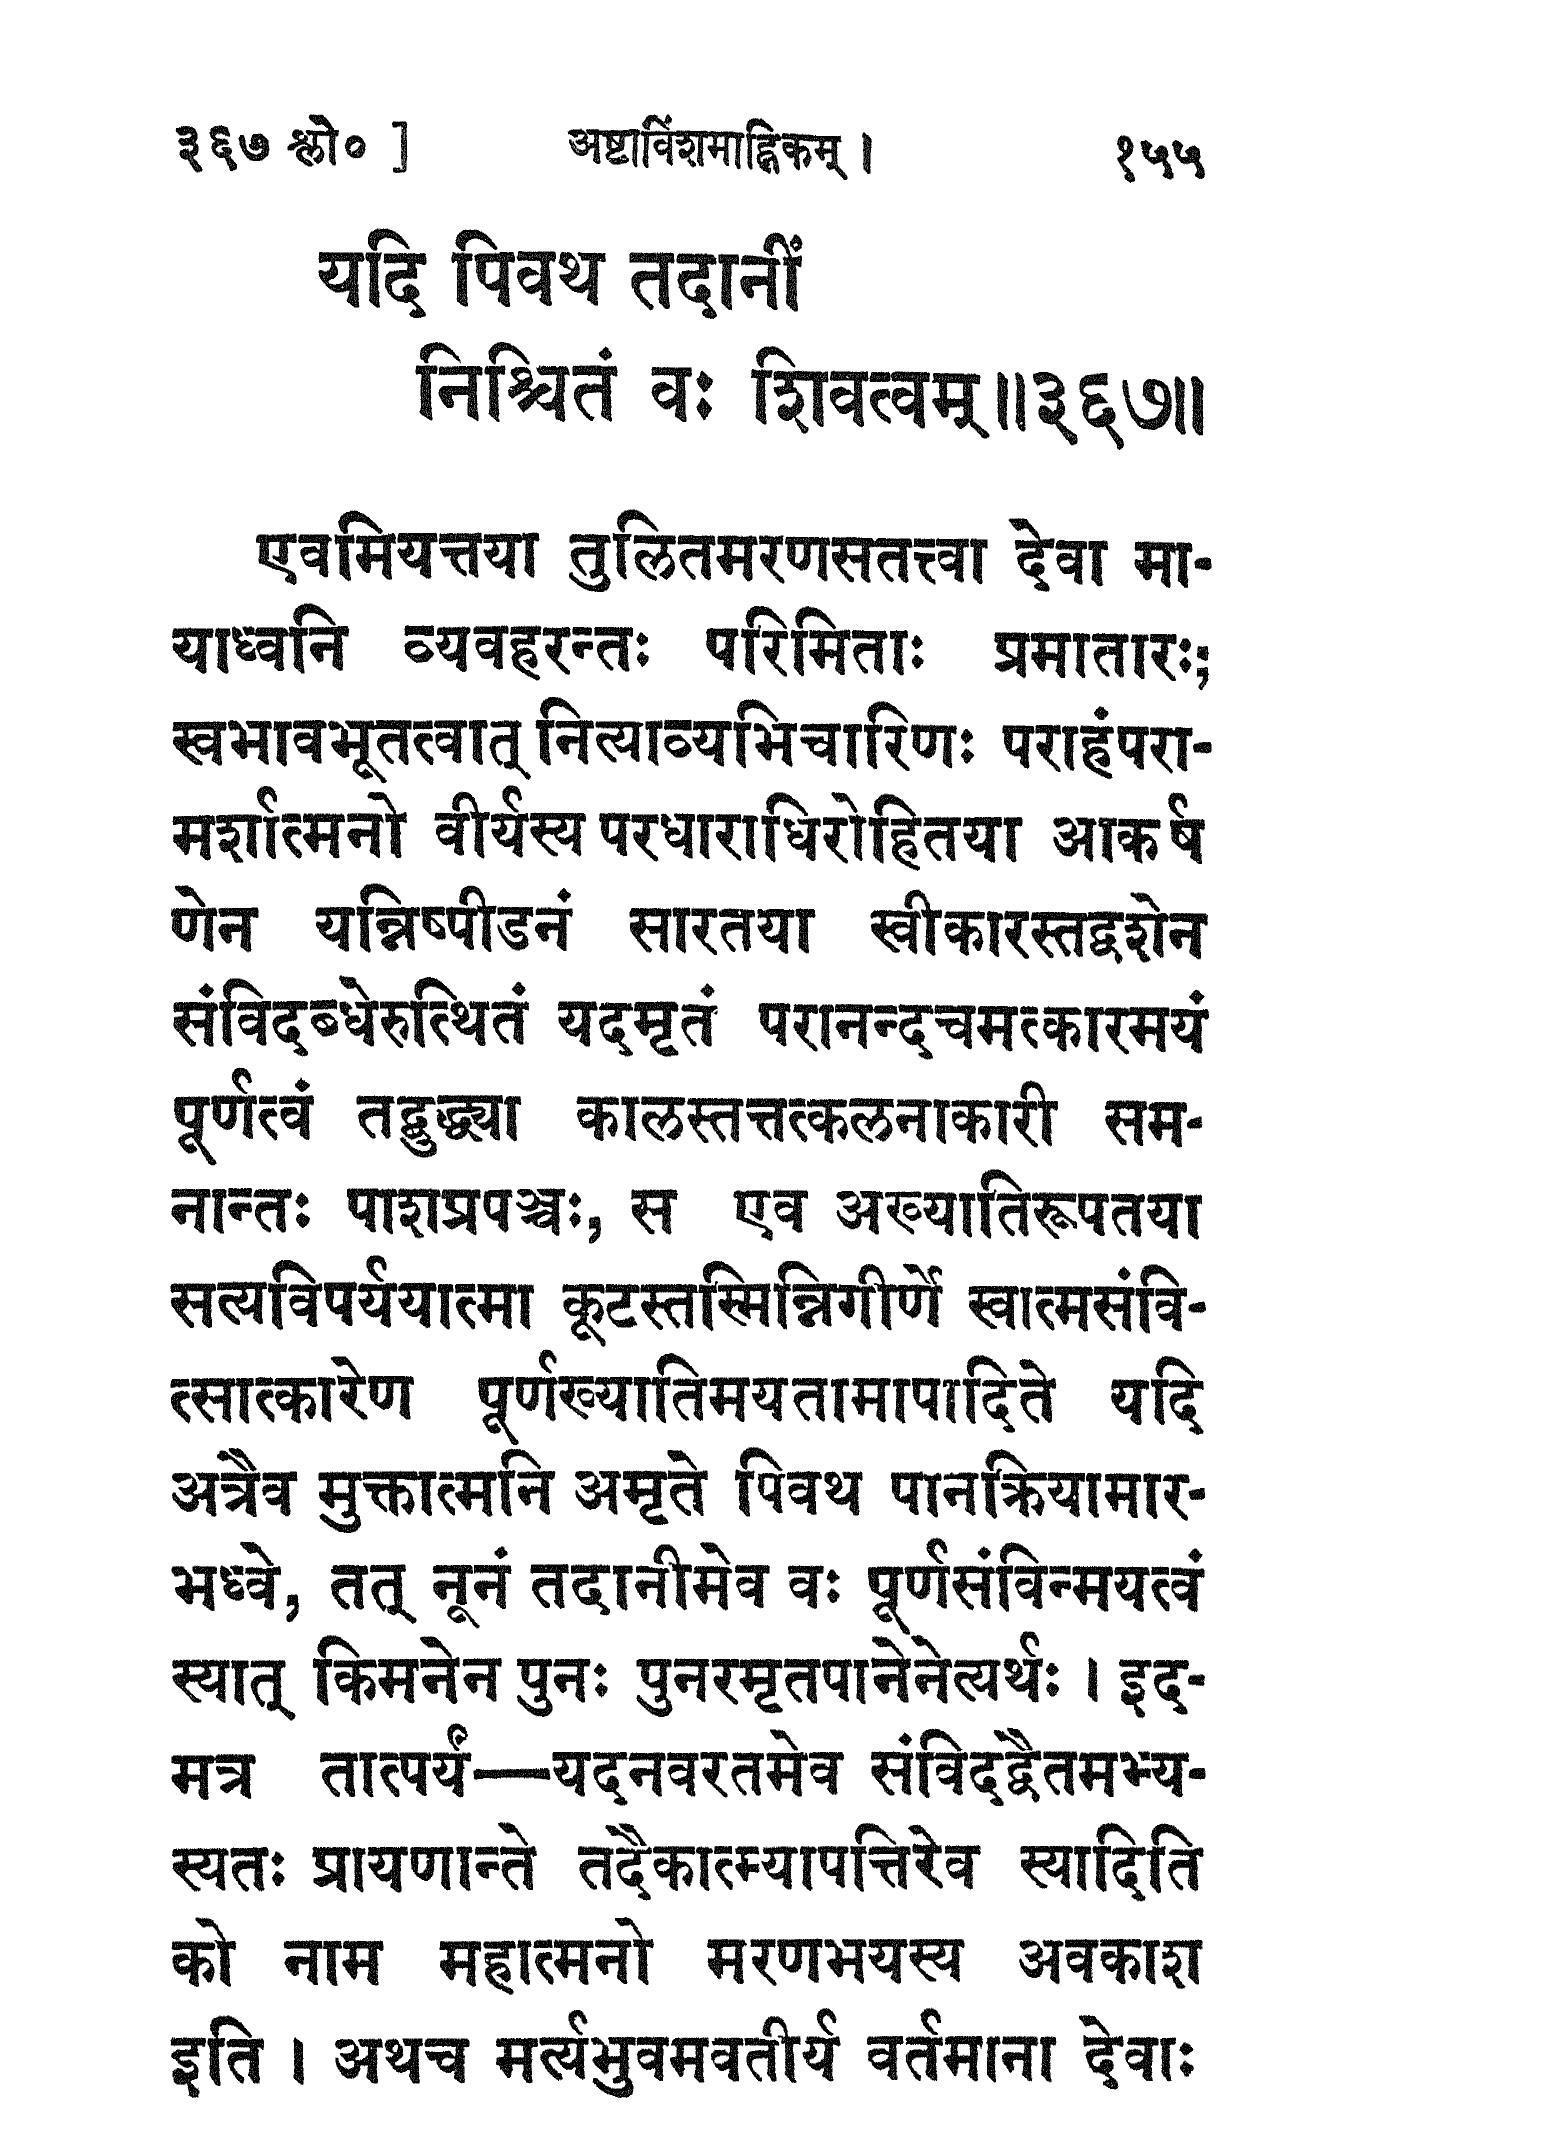 ३६७ श्लो० ] अष्टाविंशमाह्निकम् । १५५
यदि पिवथ तदानीं
निश्चितं वः शिवत्वम्॥३६७॥
एवमियत्तया तुलितमरणसतत्त्वा देवा मा-
याध्वनि व्यवहरन्तः परिमिताः प्रमातारः;
स्वभावभूतत्वात् नित्याव्यभिचारिणः पराहंपरा-
मर्शात्मनो वीर्यस्य परधाराधिरोहितया आकर्ष
णेन यन्निष्पीडनं सारतया स्वीकारस्तद्वशेन
संविदब्धेरुत्थितं यदमृतं परानन्दचमत्कारमयं
पूर्णत्वं तद्बुद्ध्या कालस्तत्तत्कलनाकारी सम-
नान्तः पाशप्रपञ्चः, स एव अख्यातिरूपतया
सत्यविपर्ययात्मा कूटस्तस्मिन्निगीर्णे स्वात्मसंवि-
त्सात्कारेण पूर्णख्यातिमयतामापादिते यदि
अत्रैव मुक्तात्मनि अमृते पिवथ पानक्रियामार-
भध्वे, तत् नूनं तदानीमेव वः पूर्णसंविन्मयत्वं
स्यात् किमनेन पुनः पुनरमृतपानेनेत्यर्थः । इद-
मत्र तात्पर्यं—यदनवरतमेव संविदद्वैतमभ्य-
स्यतः प्रायणान्ते तदैकात्म्यापत्तिरेव स्यादिति
को नाम महात्मनो मरणभयस्य अवकाश
इति । अथच मर्त्यभुवमवतीर्य वर्तमाना देवाः